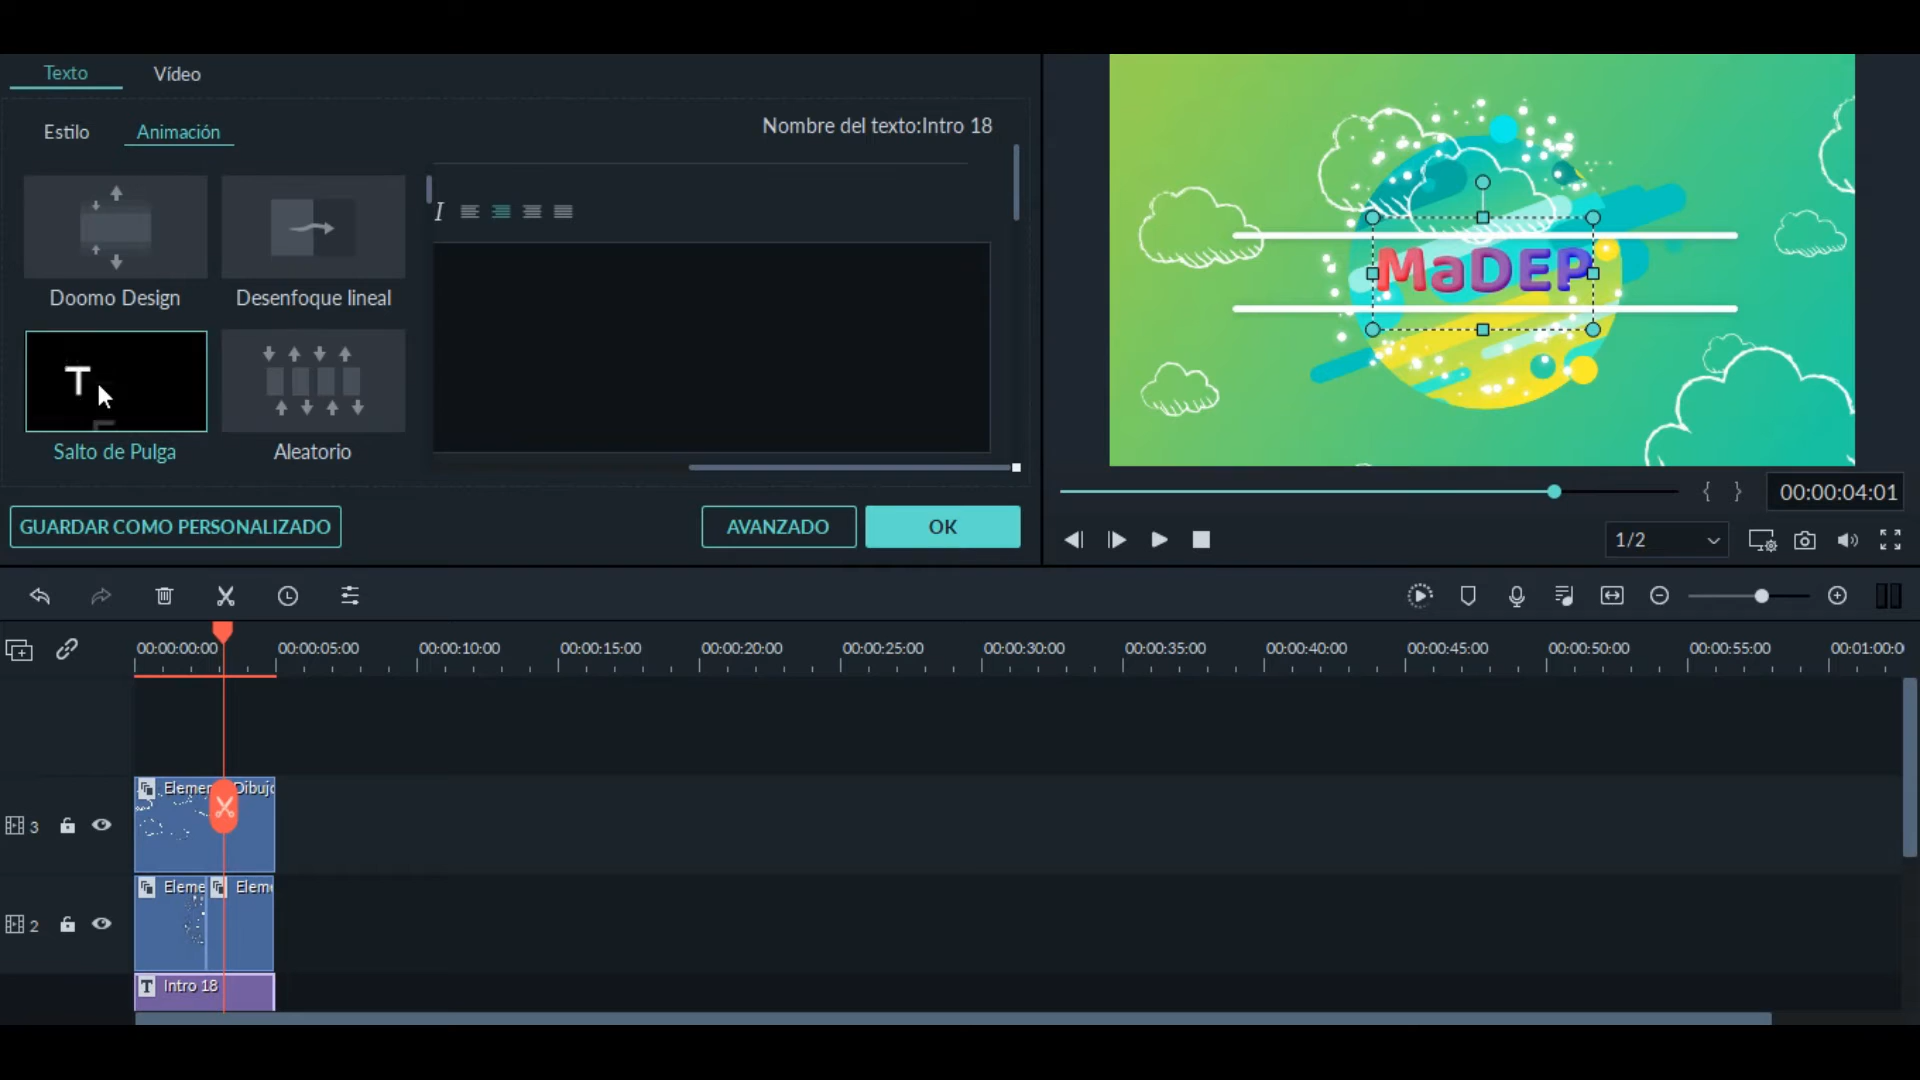 Texto Vídeo
Estilo Animación
Nombre del texto:Intro 18
Doomo Design Desenfoque lineal
I
T
Salto de Pulga Aleatorio
MaDEP
GUARDAR COMO PERSONALIZADO AVANZADO OK
{ } 00:00:04:01
1/2
00:00:00:00 00:00:05:00 00:00:10:00 00:00:15:00 00:00:20:00 00:00:25:00 00:00:30:00 00:00:35:00 00:00:40:00 00:00:45:00 00:00:50:00 00:00:55:00 00:01:00:0
Elemen Dibujo
3
Eleme Eleme
2
T Intro 18